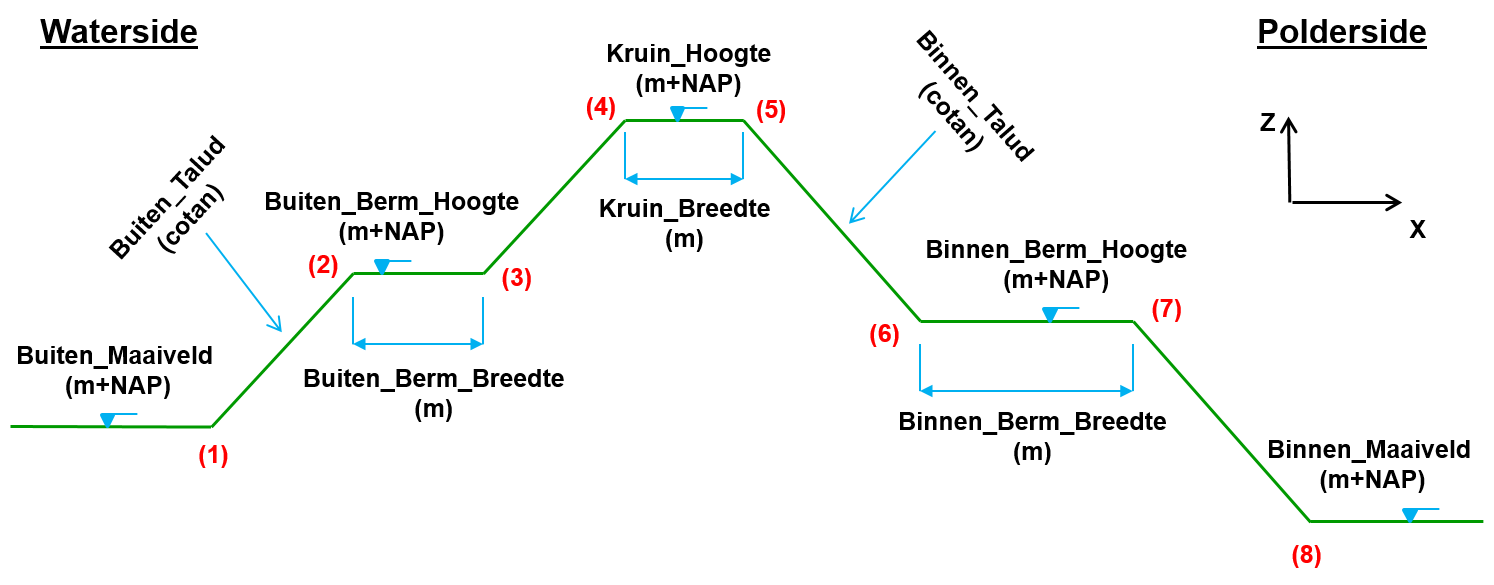 Waterside
Polderside
Kruin_Hoogte
(m+NAP)
Binnen_Talud
(cotan)
(4)
(5)
Z
X
Buiten_Talud
(cotan)
Buiten_Berm_Hoogte
(m+NAP)
Kruin_Breedte
(m)
(2)
(3)
Binnen_Berm_Hoogte
(m+NAP)
(6)
(7)
Buiten_Maaiveld
(m+NAP)
Buiten_Berm_Breedte
(m)
Binnen_Berm_Breedte
(m)
(1)
Binnen_Maaiveld
(m+NAP)
(8)